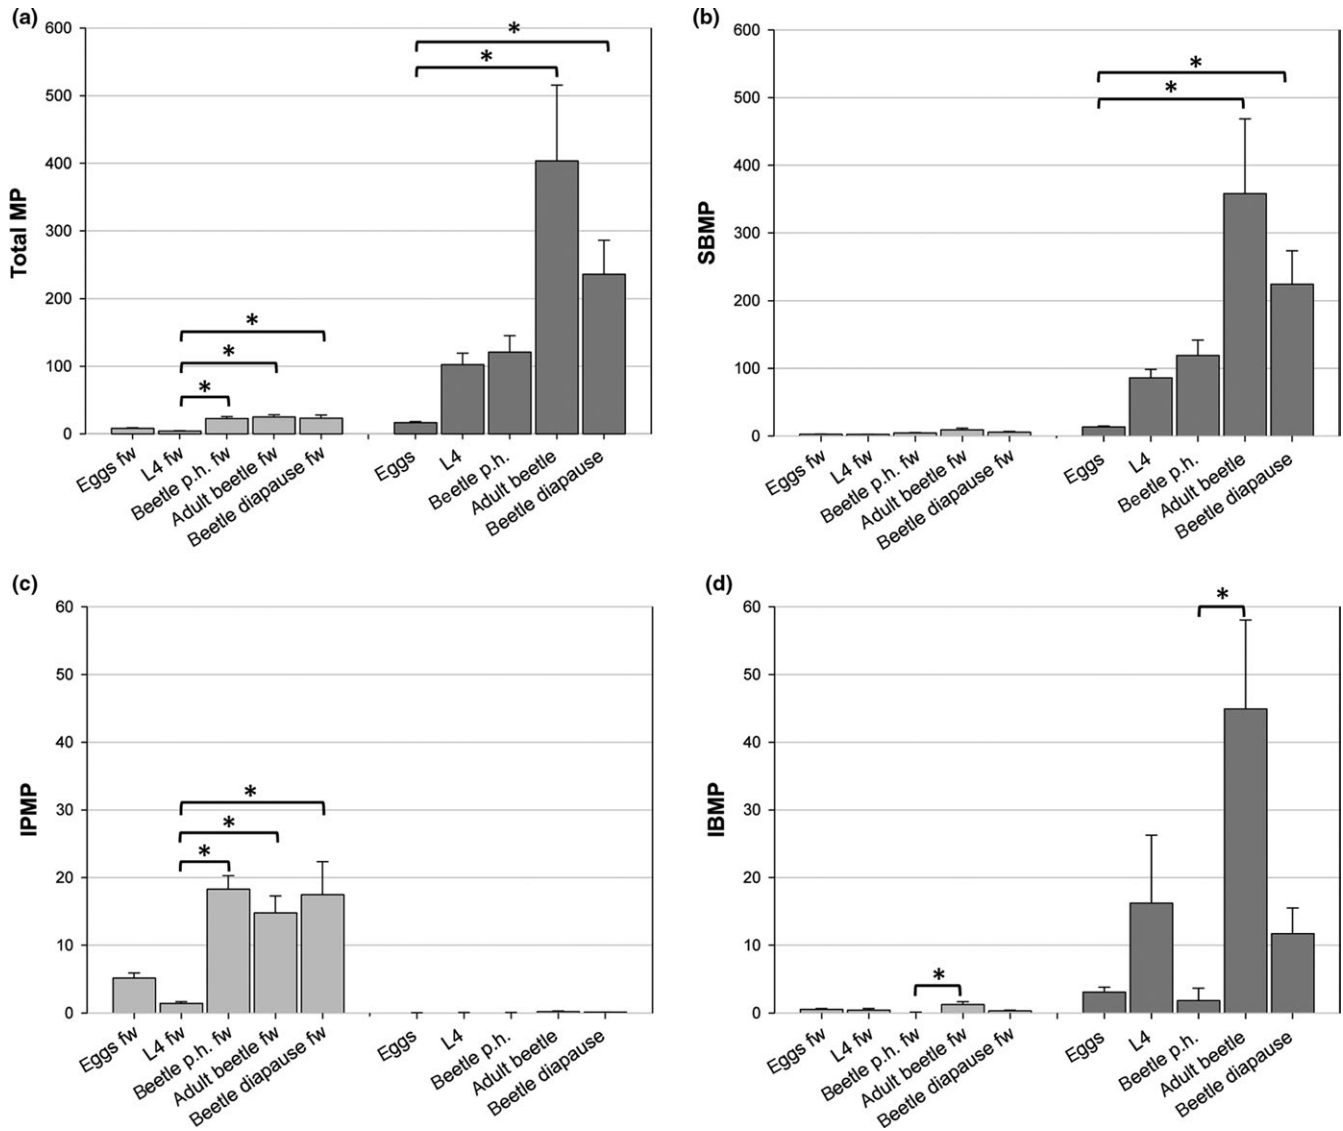 (a)
Total MP
600
500
400
300
200
100
0
*
*
*
*
*
Eggs fw
L4 fw
Beetle p.h. fw
Adult beetle fw
Beetle diapause fw
Eggs
L4
Beetle p.h.
Adult beetle
Beetle diapause
(b)
SBMP
600
500
400
300
200
100
0
*
*
Eggs fw
L4 fw
Beetle p.h. fw
Adult beetle fw
Beetle diapause fw
Eggs
L4
Beetle p.h.
Adult beetle
Beetle diapause
(c)
IPMP
60
50
40
30
20
10
0
*
*
*
Eggs fw
L4 fw
Beetle p.h. fw
Adult beetle fw
Beetle diapause fw
Eggs
L4
Beetle p.h.
Adult beetle
Beetle diapause
(d)
IBMP
60
50
40
30
20
10
0
*
*
Eggs fw
L4 fw
Beetle p.h. fw
Adult beetle fw
Beetle diapause fw
Eggs
L4
Beetle p.h.
Adult beetle
Beetle diapause